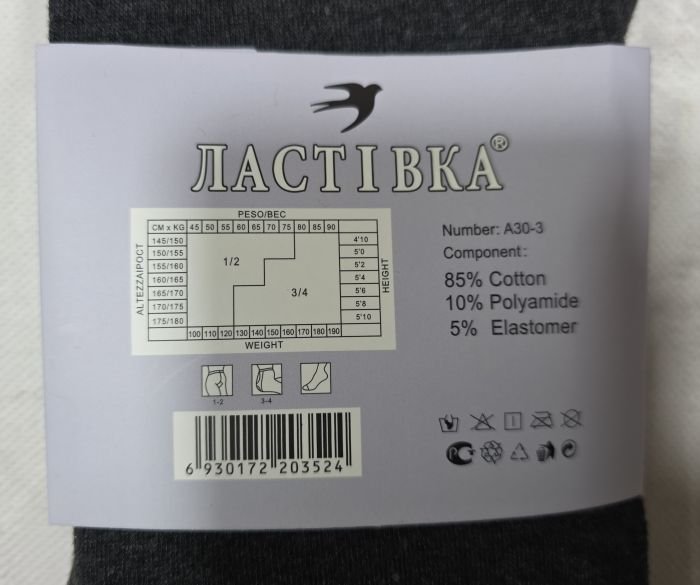 ЛАСТІВКА®
PESO/ВЕС
CM x KG 45 50 55 60 65 70 75 80 85 90
145/150 4'10
150/155 5'0
155/160 1/2 5'2
160/165 5'4
165/170 3/4 5'6
170/175 5'8
175/180 5'10
100 110 120 130 140 150 160 170 180 190
WEIGHT
ALTEZZA/РОСТ
HEIGHT
1-2 3-4
6 930172 203524
Number: A30-3
Component:
85% Cotton
10% Polyamide
5% Elastomer